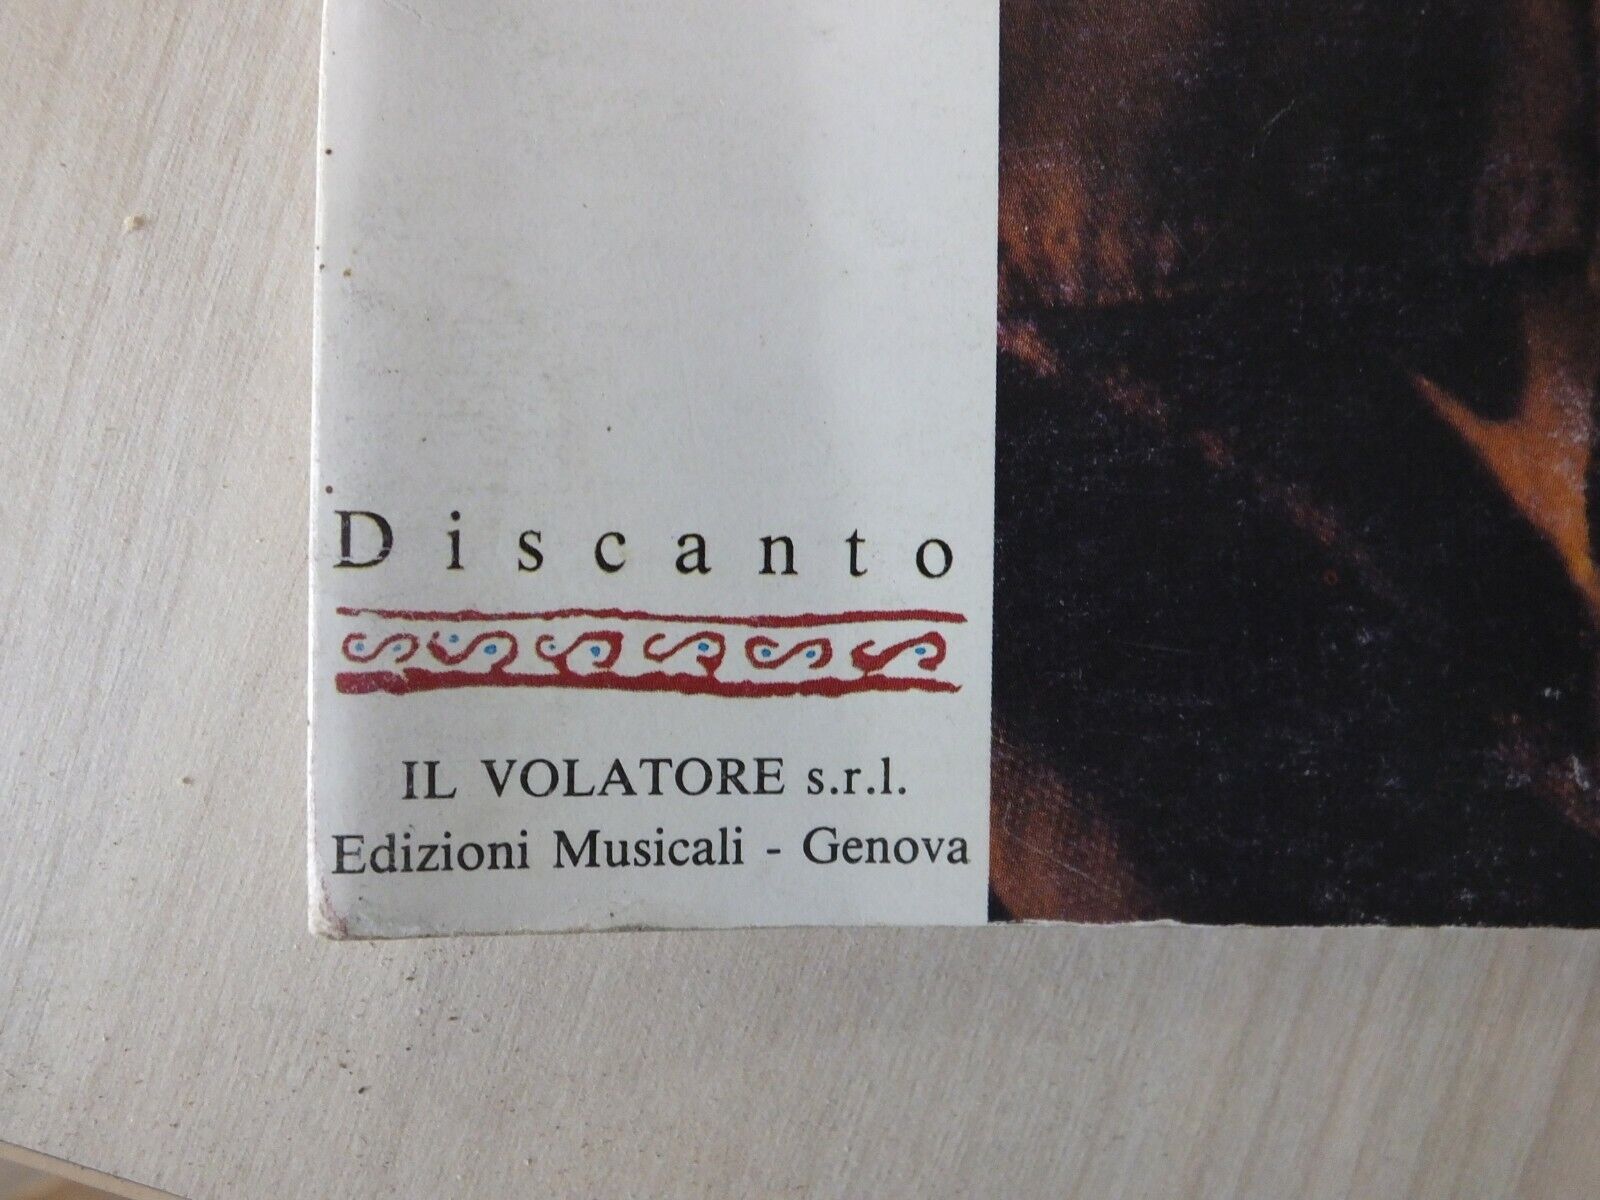 Discanto
IL VOLATORE s.r.l.
Edizioni Musicali - Genova